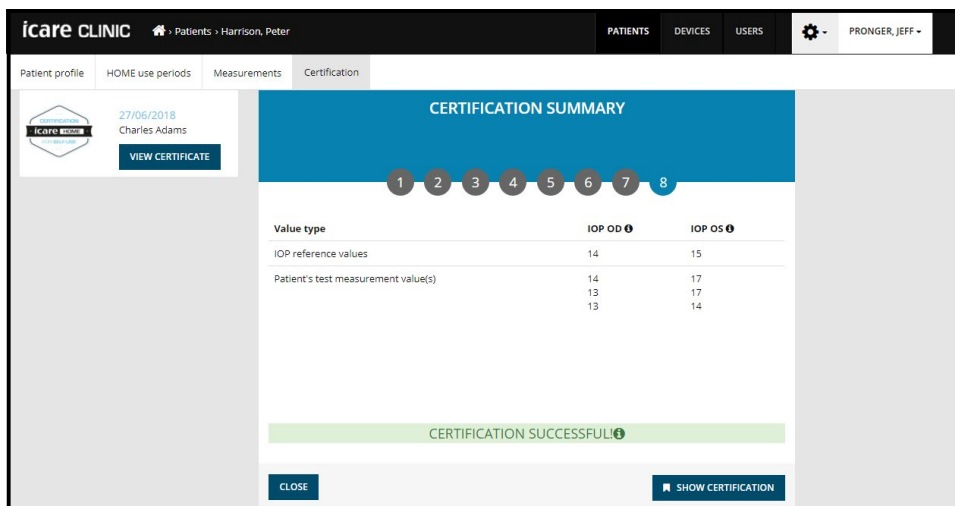 icare CLINIC
› Patients › Harrison, Peter
PATIENTS DEVICES USERS PRONGER, JEFF
Patient profile HOME use periods Measurements Certification
CERTIFICATION
icare HOME
FOR SELF-USE
27/06/2018
Charles Adams
VIEW CERTIFICATE
CERTIFICATION SUMMARY
1 2 3 4 5 6 7 8
Value type IOP OD IOP OS
IOP reference values 14 15
Patient's test measurement value(s) 14 17
13 17
13 14
CERTIFICATION SUCCESSFUL!
CLOSE SHOW CERTIFICATION